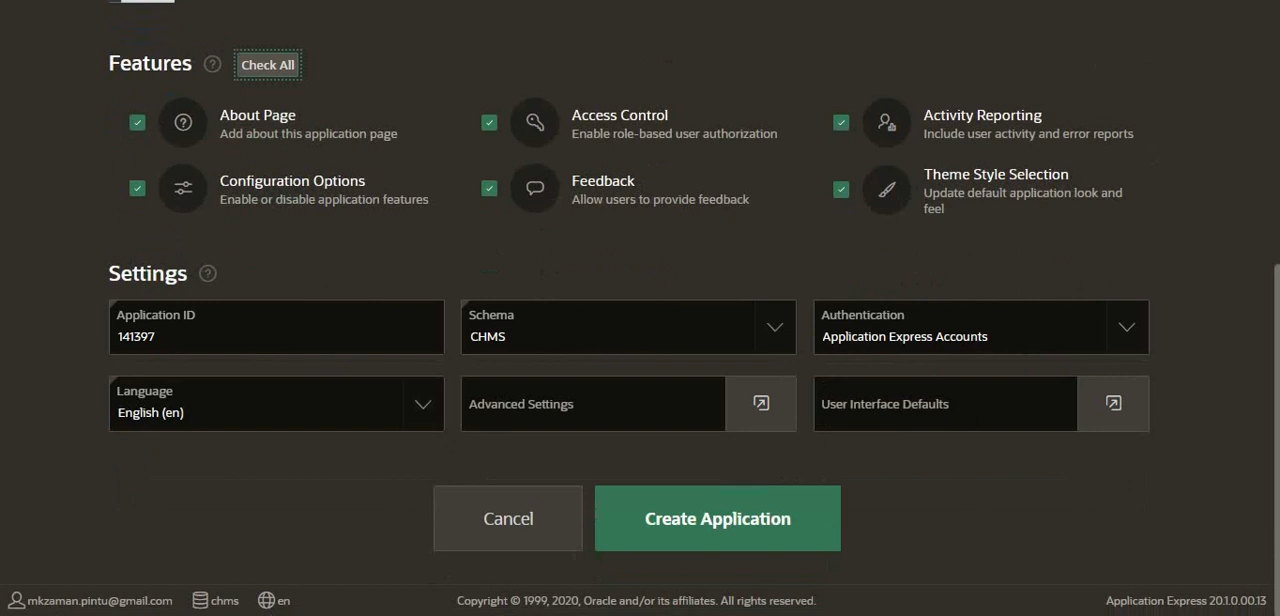 Features
Check All
About Page
Add about this application page
Access Control
Enable role-based user authorization
Activity Reporting
Include user activity and error reports
Configuration Options
Enable or disable application features
Feedback
Allow users to provide feedback
Theme Style Selection
Update default application look and
feel
Settings
Application ID
141397
Schema
CHMS
Authentication
Application Express Accounts
Language
English (en)
Advanced Settings
User Interface Defaults
Cancel
Create Application
mkzaman.pintu@gmail.com
chms
en
Copyright © 1999, 2020, Oracle and/or its affiliates. All rights reserved.
Application Express 20.1.0.00.13